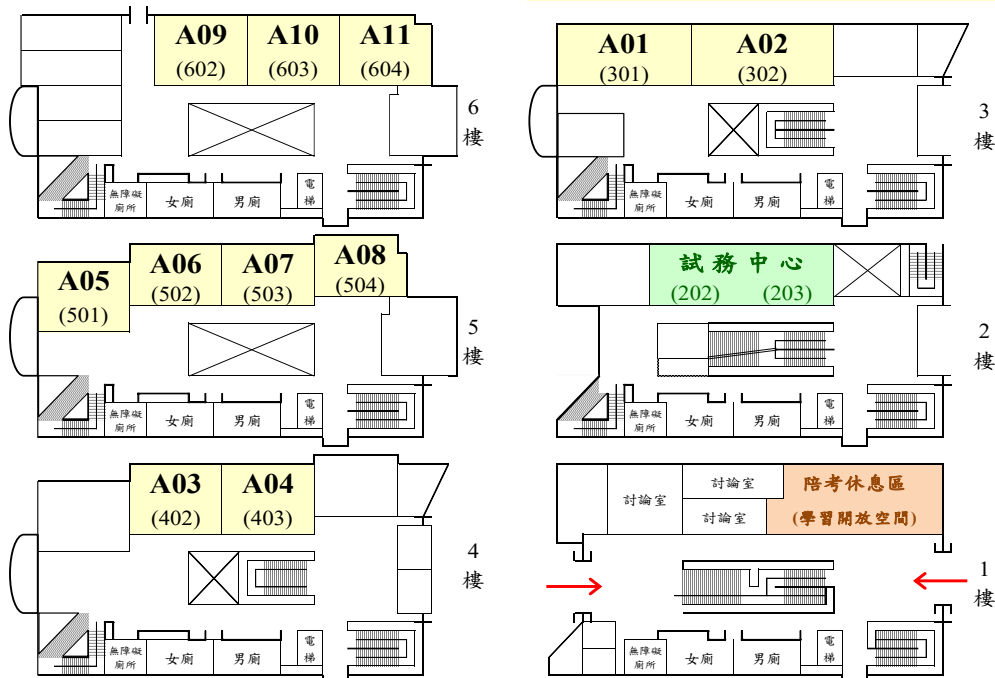 A09
(602)
A10
(603)
A11
(604)
6
樓
無障礙
廁所
女廁
男廁
電
梯
A01
(301)
A02
(302)
3
樓
無障礙
廁所
女廁
男廁
電
梯
A05
(501)
A06
(502)
A07
(503)
A08
(504)
5
樓
無障礙
廁所
女廁
男廁
電
梯
試務中心
(202) (203)
2
樓
無障礙
廁所
女廁
男廁
電
梯
A03
(402)
A04
(403)
4
樓
無障礙
廁所
女廁
男廁
電
梯
討論室
討論室
討論室
陪考休息區
(學習開放空間)
1
樓
無障礙
廁所
女廁
男廁
電
梯